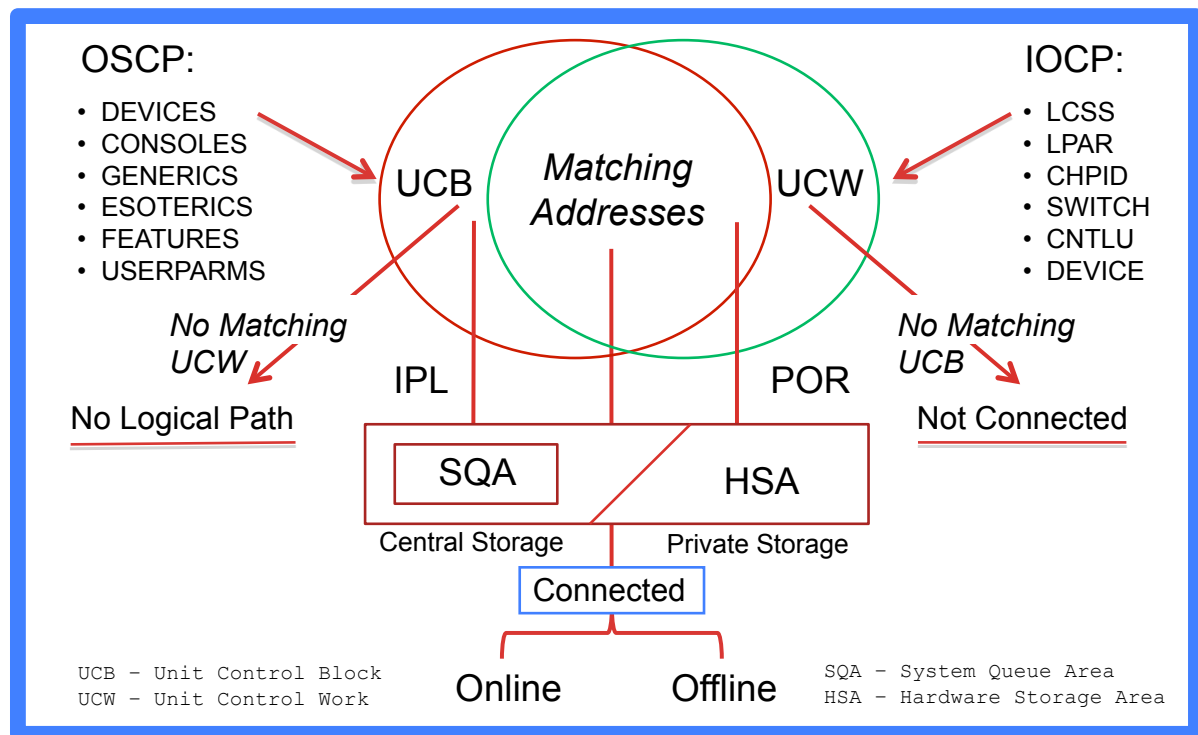 OSCP:
• DEVICES
• CONSOLES
• GENERICS
• ESOTERICS
• FEATURES
• USERPARMS
IOCP:
• LCSS
• LPAR
• CHPID
• SWITCH
• CNTLU
• DEVICE
UCB
Matching
Addresses
UCW
No Matching
UCW
No Logical Path
No Matching
UCB
Not Connected
IPL
POR
SQA
HSA
Central Storage
Private Storage
Connected
Online
Offline
UCB – Unit Control Block
UCW – Unit Control Work
SQA – System Queue Area
HSA – Hardware Storage Area